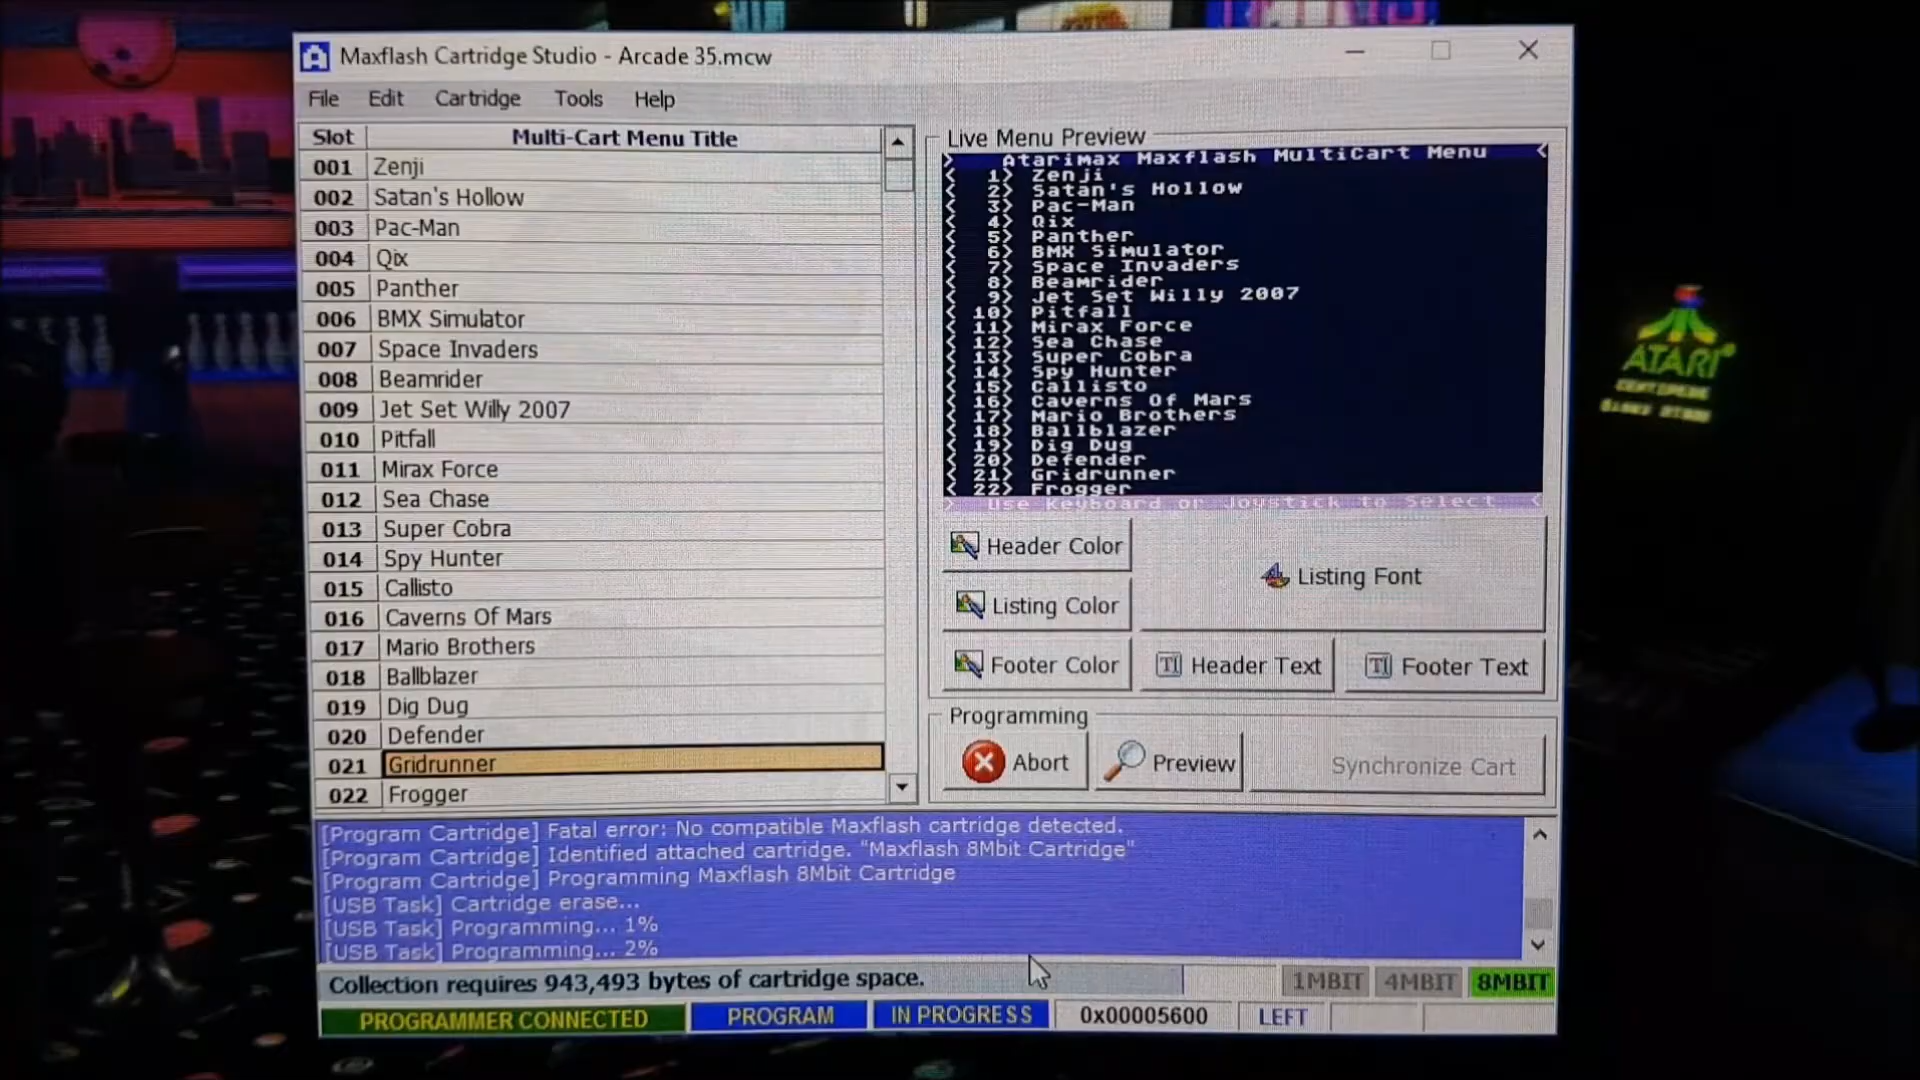 Maxflash Cartridge Studio - Arcade 35.mcw
File Edit Cartridge Tools Help
Slot Multi-Cart Menu Title
001 Zenji
002 Satan's Hollow
003 Pac-Man
004 Qix
005 Panther
006 BMX Simulator
007 Space Invaders
008 Beamrider
009 Jet Set Willy 2007
010 Pitfall
011 Mirax Force
012 Sea Chase
013 Super Cobra
014 Spy Hunter
015 Callisto
016 Caverns Of Mars
017 Mario Brothers
018 Ballblazer
019 Dig Dug
020 Defender
021 Gridrunner
022 Frogger
Live Menu Preview
> Atarimax Maxflash MultiCart Menu <
< 1> Zenji
< 2> Satan's Hollow
< 3> Pac-Man
< 4> Qix
< 5> Panther
< 6> BMX Simulator
< 7> Space Invaders
< 8> Beamrider
< 9> Jet Set Willy 2007
< 10> Pitfall
< 11> Mirax Force
< 12> Sea Chase
< 13> Super Cobra
< 14> Spy Hunter
< 15> Callisto
< 16> Caverns Of Mars
< 17> Mario Brothers
< 18> Ballblazer
< 19> Dig Dug
< 20> Defender
< 21> Gridrunner
< 22> Frogger
> Use Keyboard or Joystick to Select <
Header Color
Listing Font
Listing Color
Footer Color
Header Text
Footer Text
Programming
Abort
Preview
Synchronize Cart
[Program Cartridge] Fatal error: No compatible Maxflash cartridge detected.
[Program Cartridge] Identified attached cartridge. "Maxflash 8Mbit Cartridge"
[Program Cartridge] Programming Maxflash 8Mbit Cartridge
[USB Task] Cartridge erase...
[USB Task] Programming... 1%
[USB Task] Programming... 2%
Collection requires 943,493 bytes of cartridge space.
1MBIT 4MBIT 8MBIT
PROGRAMMER CONNECTED PROGRAM IN PROGRESS 0x00005600 LEFT
ATARI